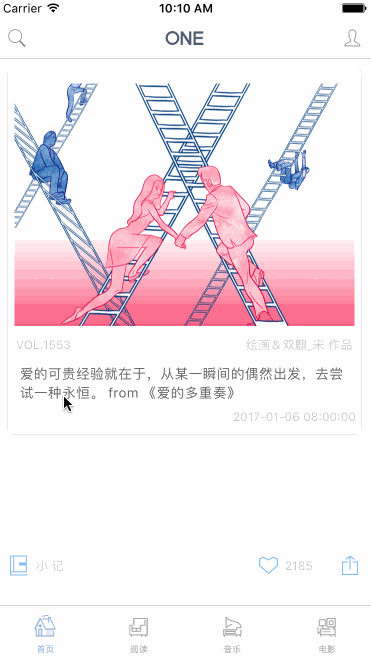 Carrier 10:10 AM
ONE
VOL.1553 绘画＆双麒_宋 作品
爱的可贵经验就在于，从某一瞬间的偶然出发，去尝
试一种永恒。 from 《爱的多重奏》
2017-01-06 08:00:00
小 记 2185
首页 阅读 音乐 电影